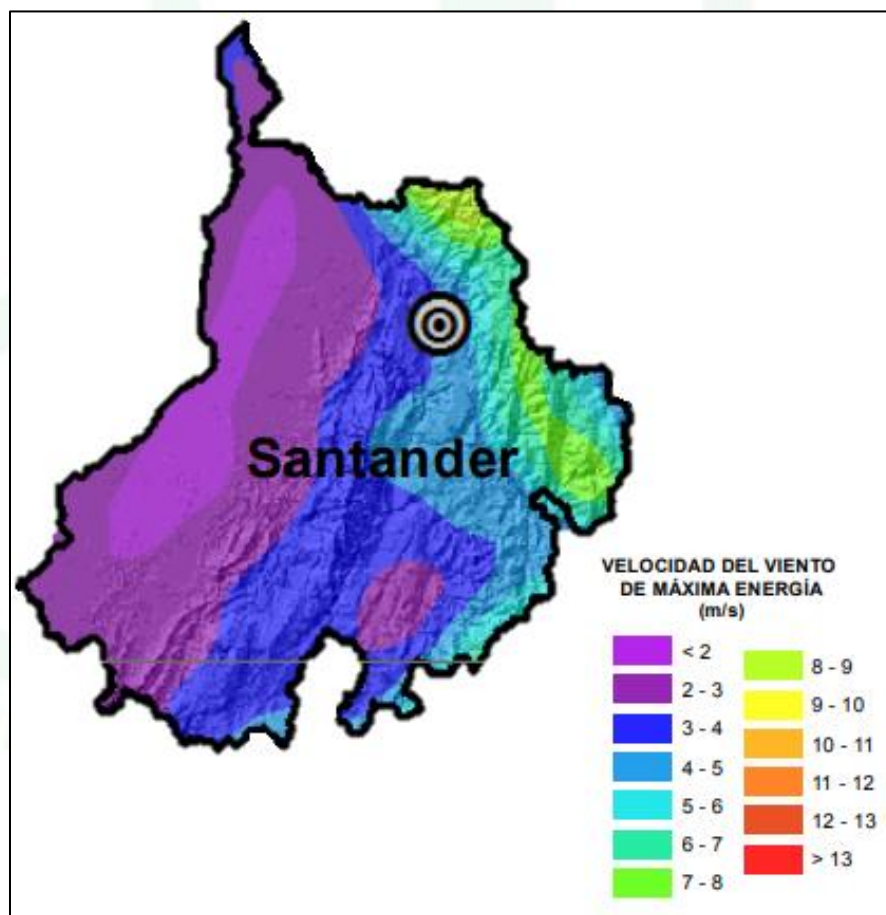 Santander
VELOCIDAD DEL VIENTO
DE MÁXIMA ENERGÍA
(m/s)
< 2
2 - 3
3 - 4
4 - 5
5 - 6
6 - 7
7 - 8
8 - 9
9 - 10
10 - 11
11 - 12
12 - 13
> 13